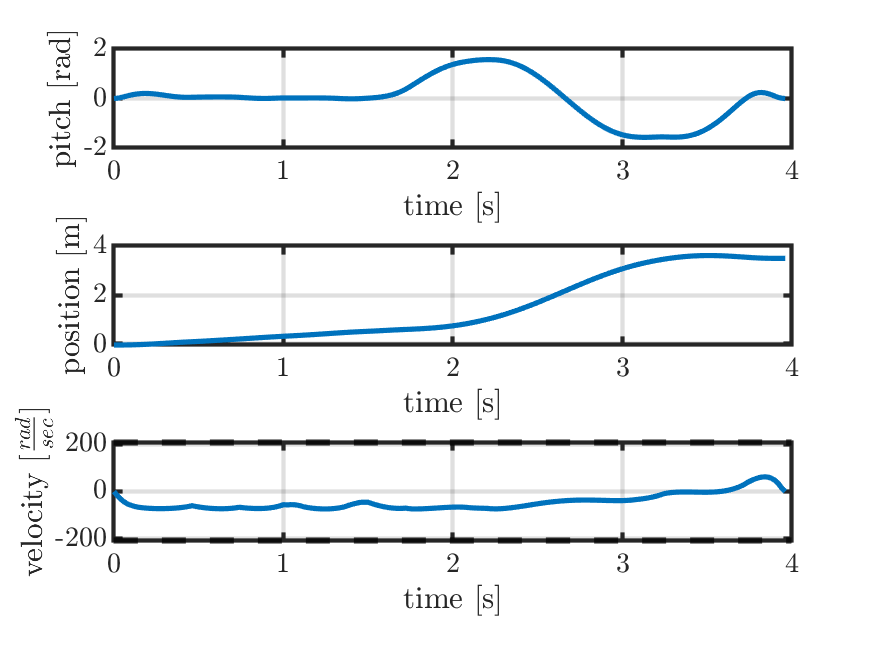 pitch [rad]
2
0
-2
0 1 2 3 4
time [s]
position [m]
4
2
0
0 1 2 3 4
time [s]
velocity [rad/sec]
200
0
-200
0 1 2 3 4
time [s]